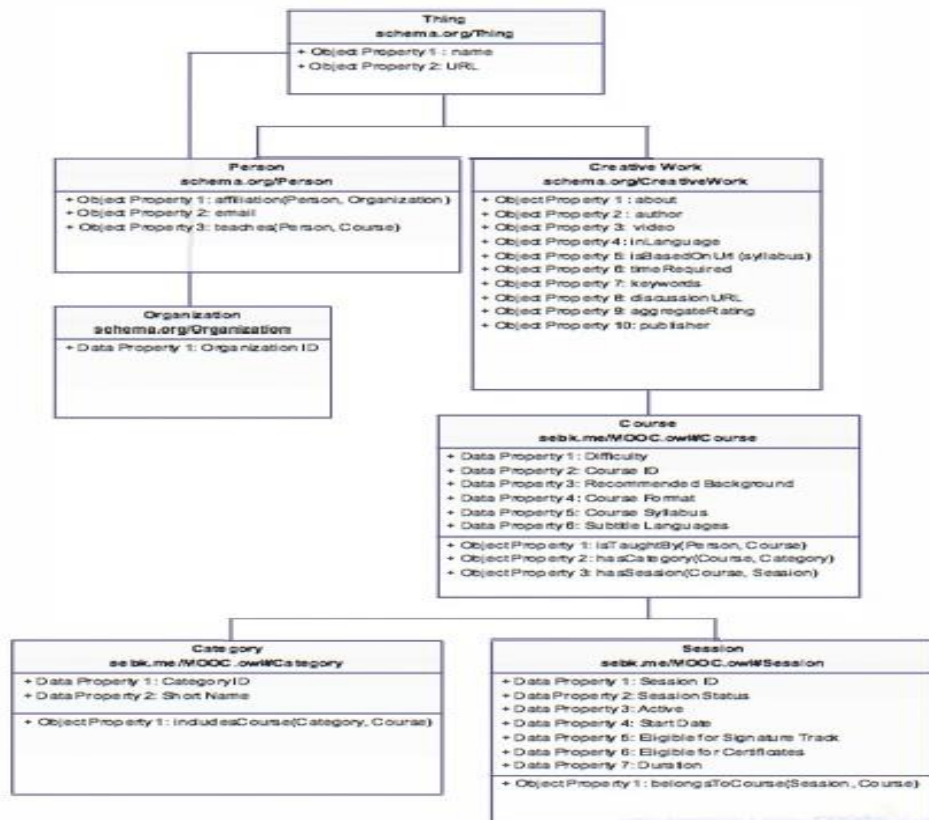 Thing
schema.org/Thing
+ Object Property 1 : name
+ Object Property 2: URL
Person
schema.org/Person
+ Object Property 1: affiliation(Person, Organization)
+ Object Property 2: email
+ Object Property 3: teaches(Person, Course)
Creative Work
schema.org/CreativeWork
+ Object Property 1 : about
+ Object Property 2 : author
+ Object Property 3: video
+ Object Property 4: inLanguage
+ Object Property 5: isBasedOnUrl (syllabus)
+ Object Property 6: timeRequired
+ Object Property 7: keywords
+ Object Property 8: discussionURL
+ Object Property 9: aggregateRating
+ Object Property 10: publisher
Organization
schema.org/Organization
+ Data Property 1: Organization ID
Course
sebk.me/MOOC.owl#Course
+ Data Property 1: Difficulty
+ Data Property 2: Course ID
+ Data Property 3: Recommended Background
+ Data Property 4: Course Format
+ Data Property 5: Course Syllabus
+ Data Property 6: Subtitle Languages
+ Object Property 1: isTaughtBy(Person, Course)
+ Object Property 2: hasCategory(Course, Category)
+ Object Property 3: hasSession(Course, Session)
Category
sebk.me/MOOC.owl#Category
+ Data Property 1: Category ID
+ Data Property 2: Short Name
+ Object Property 1: includesCourse(Category, Course)
Session
sebk.me/MOOC.owl#Session
+ Data Property 1: Session ID
+ Data Property 2: Session Status
+ Data Property 3: Active
+ Data Property 4: Start Date
+ Data Property 5: Eligible for Signature Track
+ Data Property 6: Eligible for Certificates
+ Data Property 7: Duration
+ Object Property 1: belongsToCourse(Session, Course)